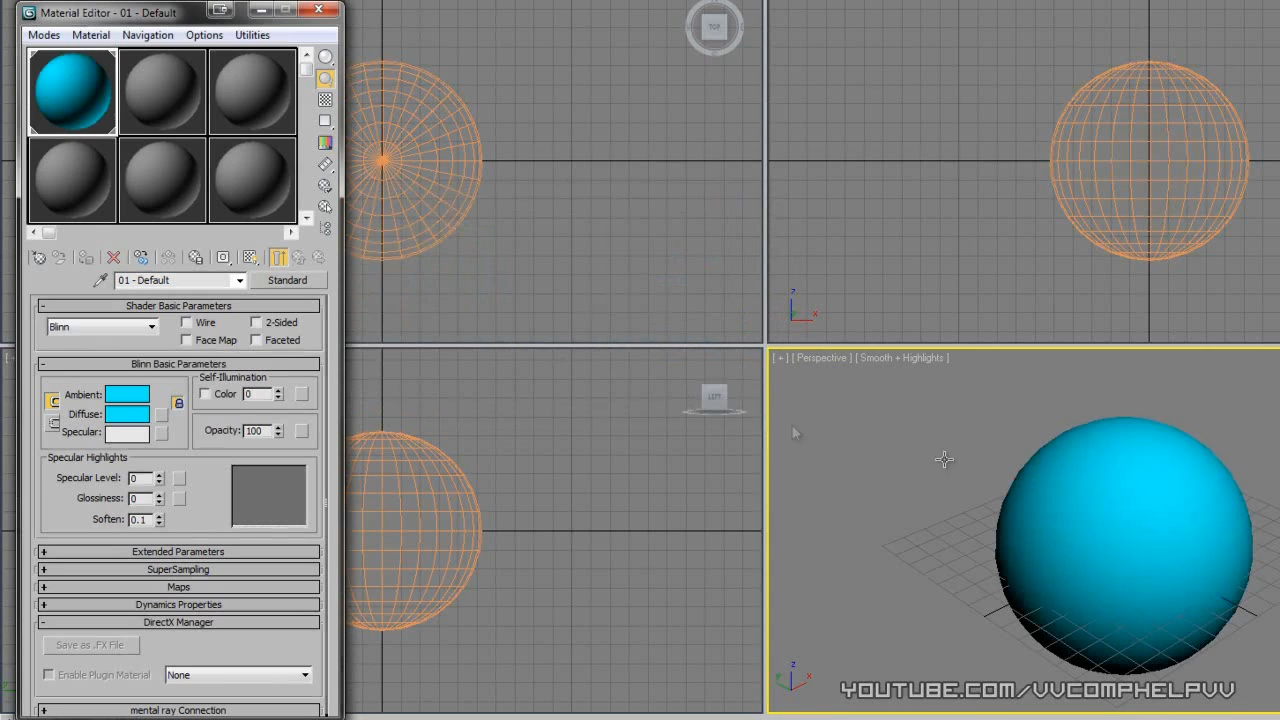 Material Editor - 01 - Default
Modes Material Navigation Options Utilities
TOP
01 - Default Standard
- Shader Basic Parameters
Blinn Wire 2-Sided
Face Map Faceted
- Blinn Basic Parameters
Self-Illumination
Ambient:
Color 0
Diffuse:
Specular:
Opacity: 100
Specular Highlights
Specular Level: 0
Glossiness: 0
Soften: 0.1
+ Extended Parameters
+ SuperSampling
+ Maps
+ Dynamics Properties
- DirectX Manager
Save as .FX File
Enable Plugin Material None
+ mental ray Connection
z
x
[ + ] [ Perspective ] [ Smooth + Highlights ]
LEFT
z
y x
YOUTUBE.COM/VVCOMPHELPVV